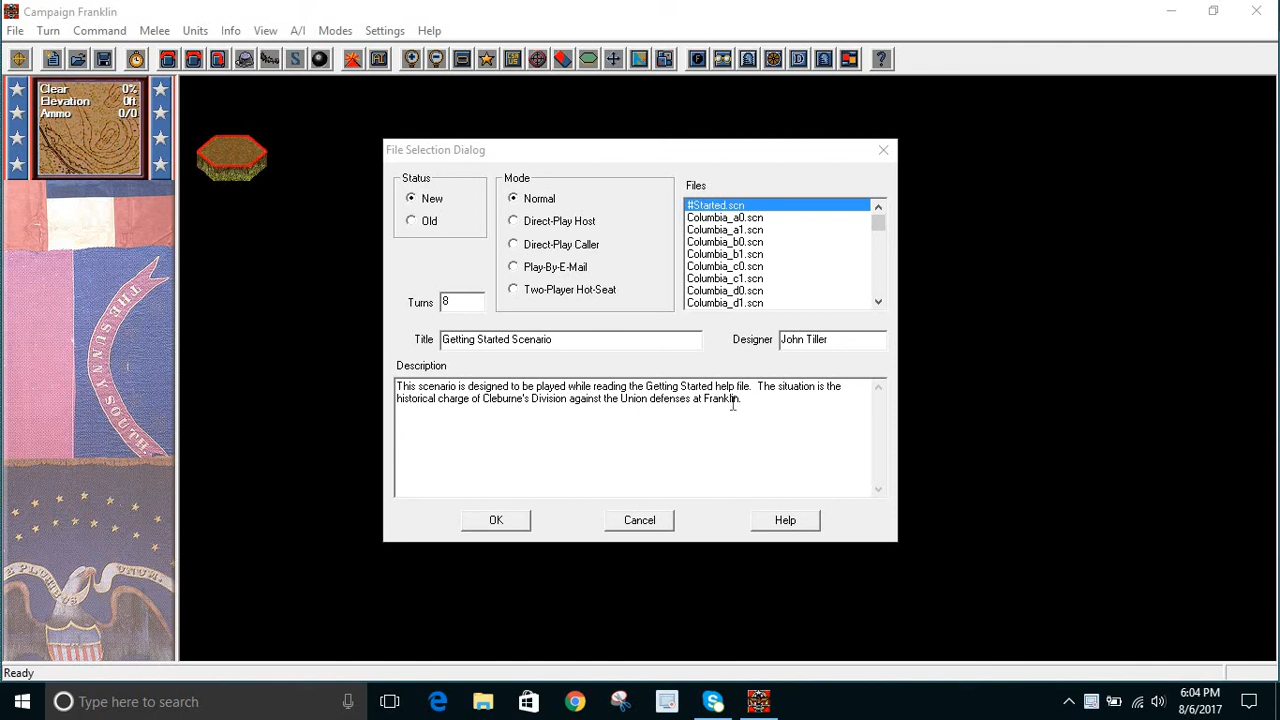 Campaign Franklin
File Turn Command Melee Units Info View A/I Modes Settings Help
Clear 0%
Elevation 0ft
Ammo 0/0
File Selection Dialog
Status
New
Old
Mode
Normal
Direct-Play Host
Direct-Play Caller
Play-By-E-Mail
Two-Player Hot-Seat
Files
#Started.scn
Columbia_a0.scn
Columbia_a1.scn
Columbia_b0.scn
Columbia_b1.scn
Columbia_c0.scn
Columbia_c1.scn
Columbia_d0.scn
Columbia_d1.scn
Turns 8
Title Getting Started Scenario
Designer John Tiller
Description
This scenario is designed to be played while reading the Getting Started help file. The situation is the
historical charge of Cleburne's Division against the Union defenses at Franklin.
OK Cancel Help
THE SUNNY SOUTH.
Ready
Type here to search
6:04 PM
8/6/2017